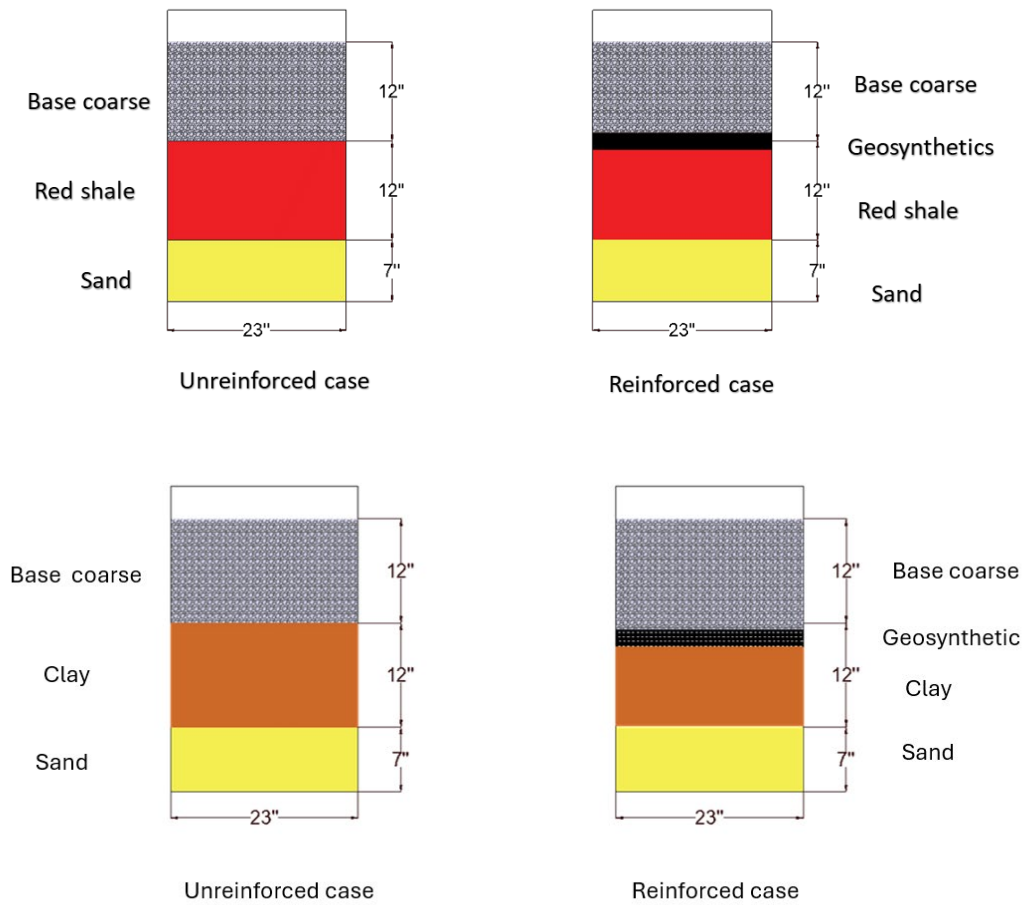 Base coarse
12"
Red shale
12"
Sand
7"
23"
Unreinforced case
12"
Base coarse
Geosynthetics
12"
Red shale
7"
Sand
23"
Reinforced case
Base coarse
12"
Clay
12"
Sand
7"
23"
Unreinforced case
12"
Base coarse
Geosynthetic
12"
Clay
Sand
7"
23"
Reinforced case